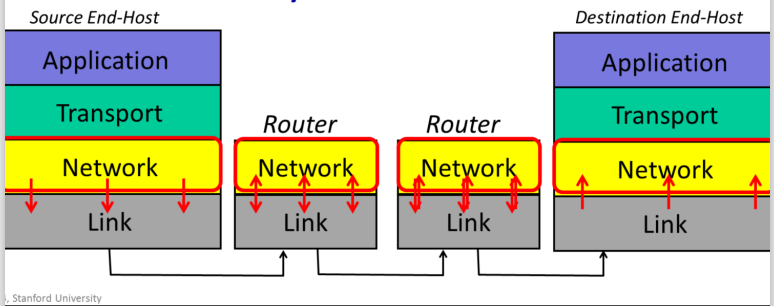 Source End-Host
Destination End-Host
Application
Application
Transport
Transport
Router
Router
Network
Network
Network
Network
Link
Link
Link
Link
, Stanford University